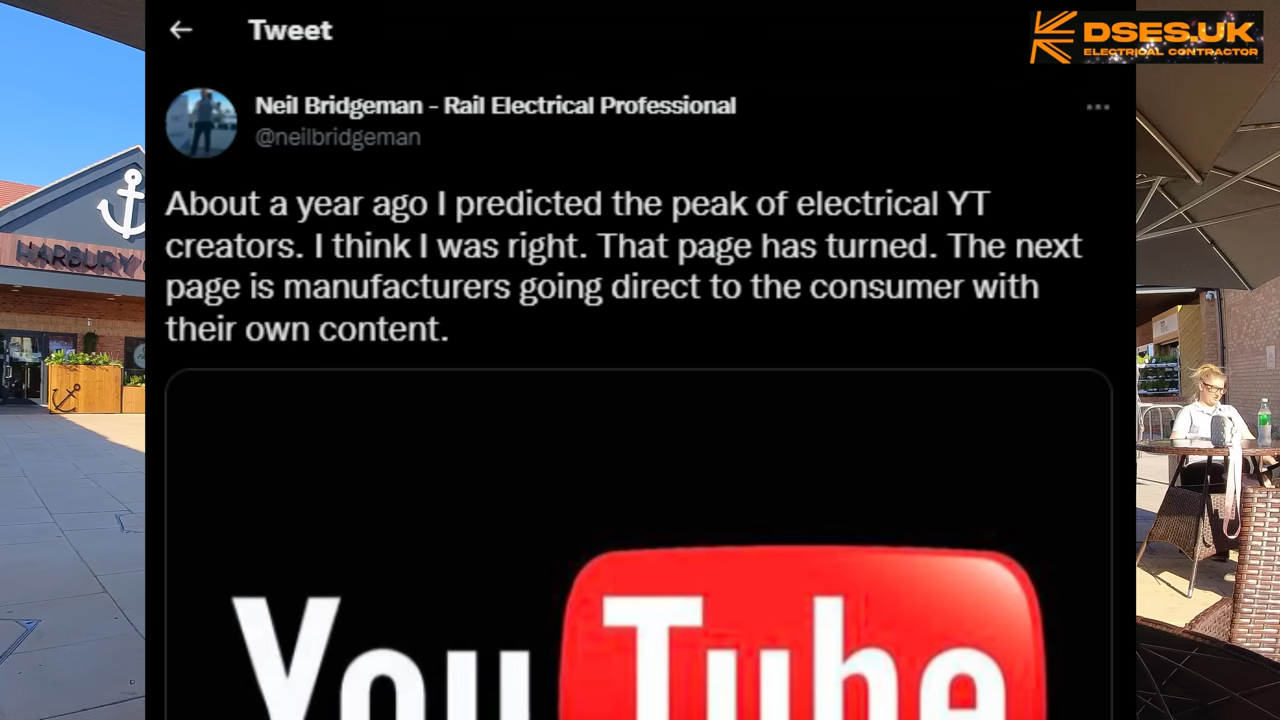 Tweet
DSES.UK
ELECTRICAL CONTRACTOR
Neil Bridgeman - Rail Electrical Professional
@neilbridgeman
About a year ago I predicted the peak of electrical YT
creators. I think I was right. That page has turned. The next
page is manufacturers going direct to the consumer with
their own content.
HARBURY
YouTube